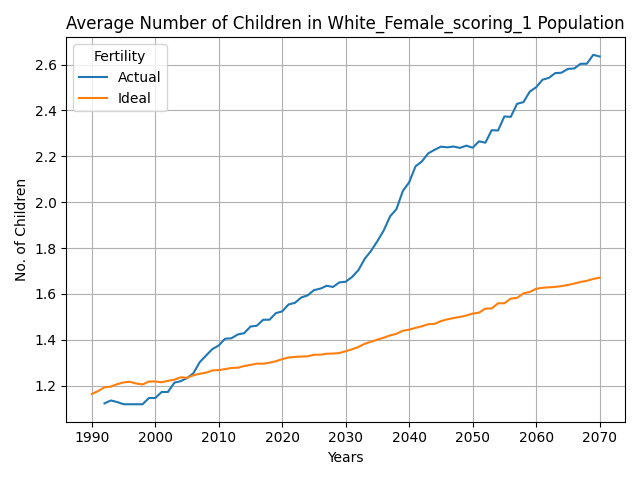 Average Number of Children in White_Female_scoring_1 Population
Fertility
Actual
Ideal
No. of Children
2.6
2.4
2.2
2.0
1.8
1.6
1.4
1.2
1990 2000 2010 2020 2030 2040 2050 2060 2070
Years